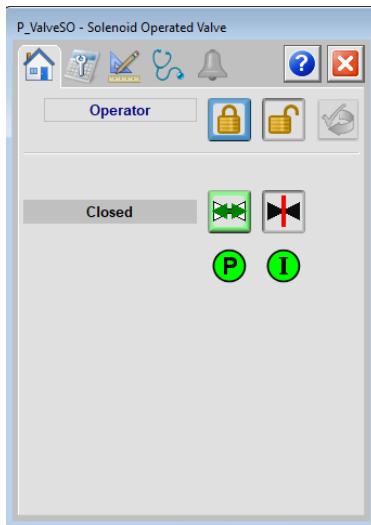 P_ValveSO - Solenoid Operated Valve
?
Operator
Closed
P
I